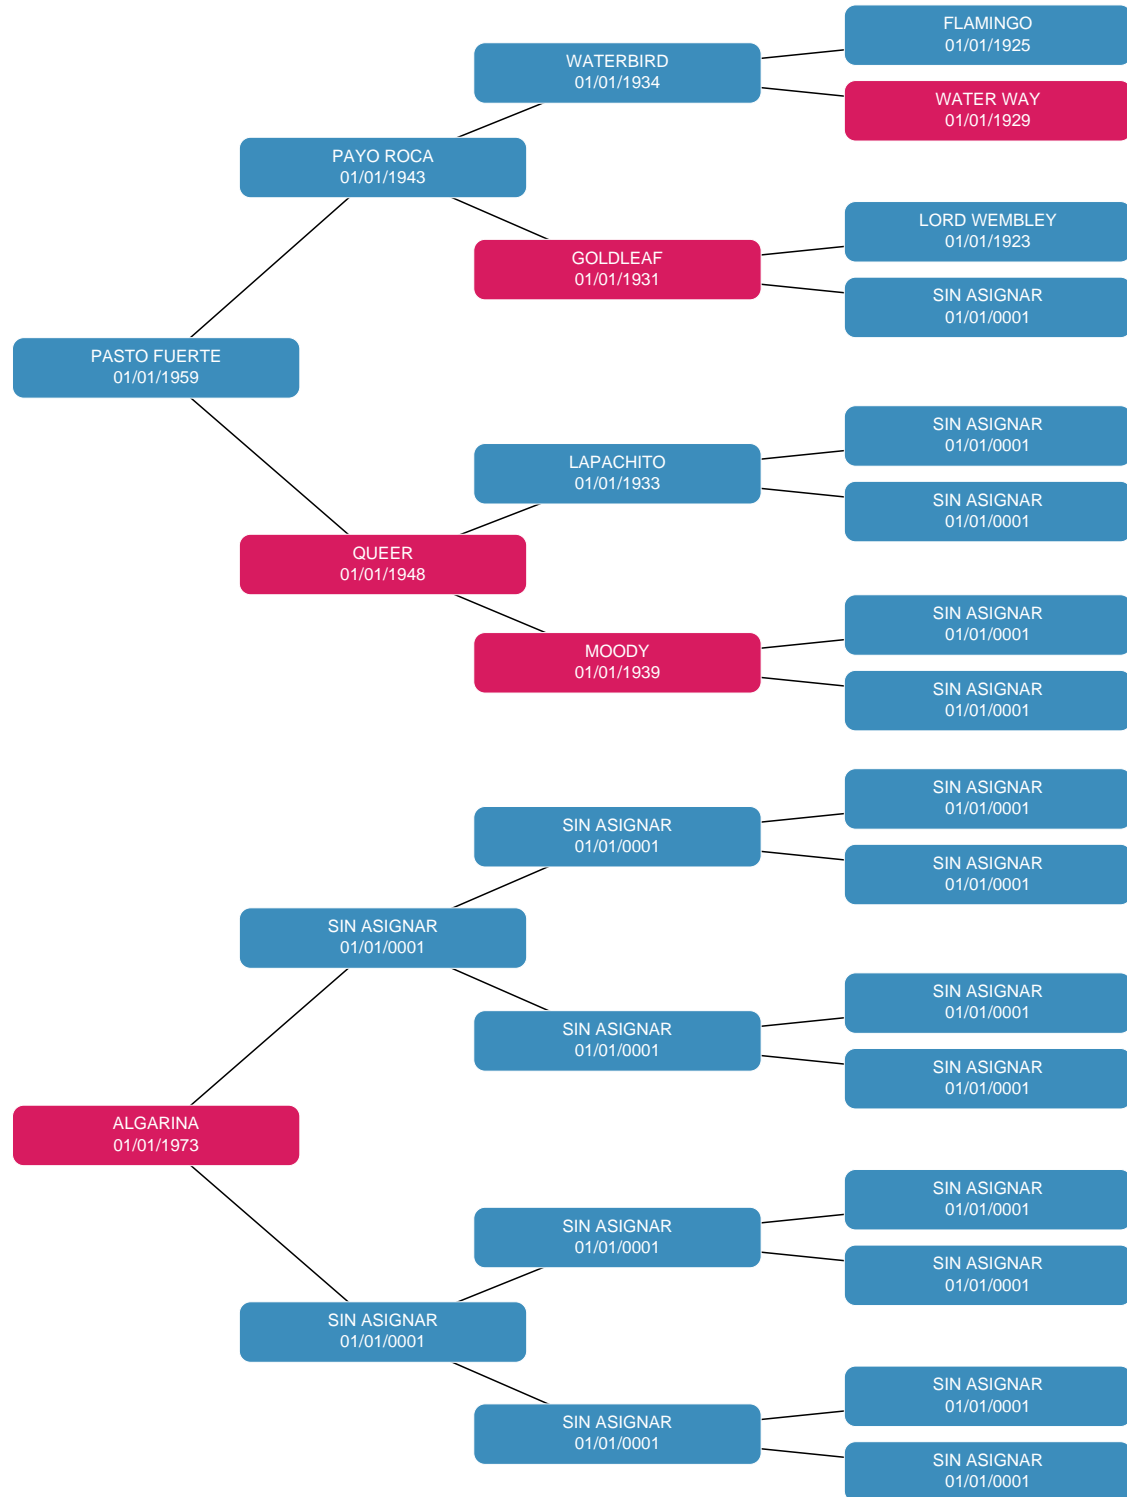 FLAMINGO
01/01/1925
WATERBIRD
01/01/1934
WATER WAY
01/01/1929
PAYO ROCA
01/01/1943
LORD WEMBLEY
01/01/1923
GOLDLEAF
01/01/1931
SIN ASIGNAR
01/01/0001
PASTO FUERTE
01/01/1959
SIN ASIGNAR
01/01/0001
LAPACHITO
01/01/1933
SIN ASIGNAR
01/01/0001
QUEER
01/01/1948
SIN ASIGNAR
01/01/0001
MOODY
01/01/1939
SIN ASIGNAR
01/01/0001
SIN ASIGNAR
01/01/0001
SIN ASIGNAR
01/01/0001
SIN ASIGNAR
01/01/0001
SIN ASIGNAR
01/01/0001
SIN ASIGNAR
01/01/0001
SIN ASIGNAR
01/01/0001
SIN ASIGNAR
01/01/0001
ALGARINA
01/01/1973
SIN ASIGNAR
01/01/0001
SIN ASIGNAR
01/01/0001
SIN ASIGNAR
01/01/0001
SIN ASIGNAR
01/01/0001
SIN ASIGNAR
01/01/0001
SIN ASIGNAR
01/01/0001
SIN ASIGNAR
01/01/0001